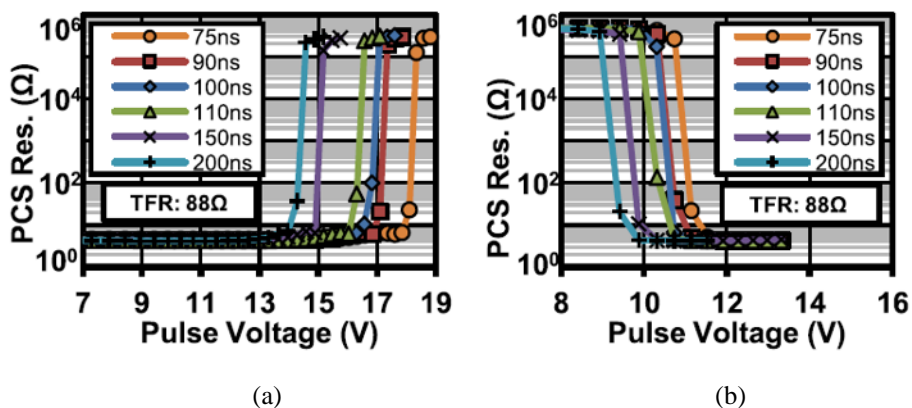 PCS Res. (Ω)
10⁶
10⁴
10²
10⁰
75ns
90ns
100ns
110ns
150ns
200ns
TFR: 88Ω
7 9 11 13 15 17 19
Pulse Voltage (V)
(a)
PCS Res. (Ω)
10⁶
10⁴
10²
10⁰
75ns
90ns
100ns
110ns
150ns
200ns
TFR: 88Ω
8 10 12 14 16
Pulse Voltage (V)
(b)